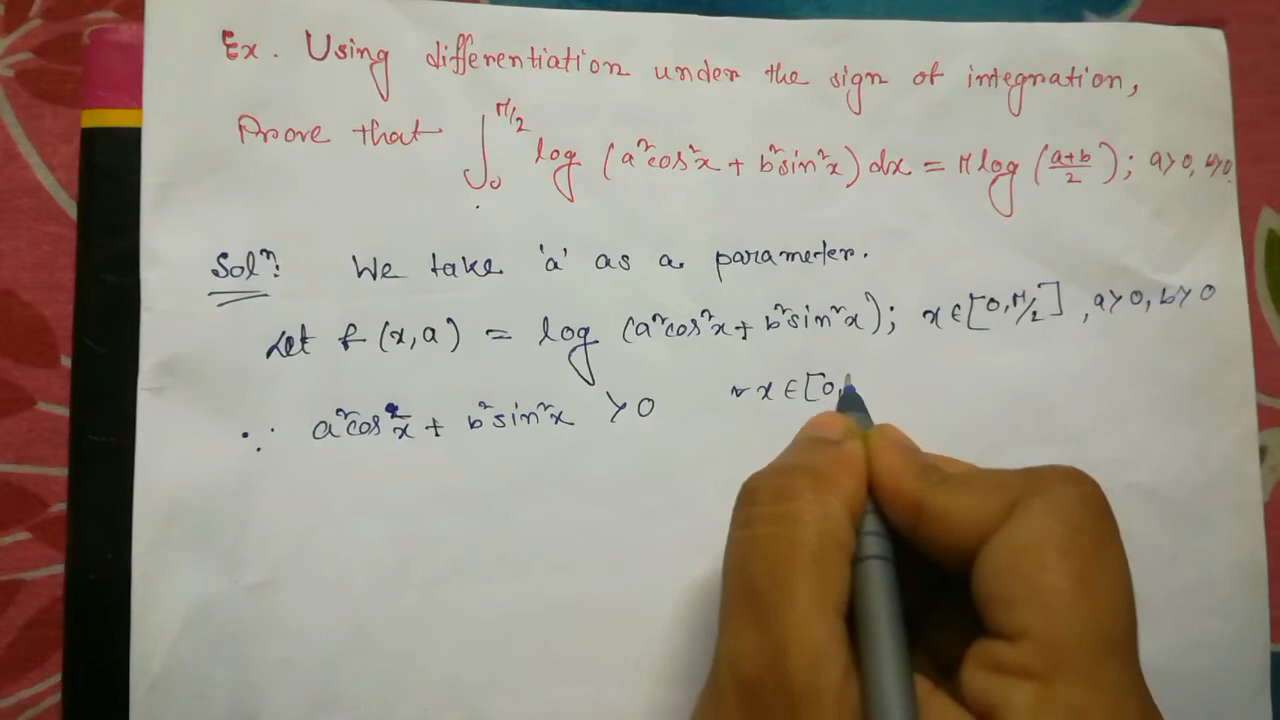 Ex. Using differentiation under the sign of integration,
Prove that ∫₀^{π/2} log (a²cos²x + b²sin²x) dx = π log ((a+b)/2); a>0, b>0.
Solⁿ: We take 'a' as a parameter.
Let f(x,a) = log (a²cos²x + b²sin²x); x∈[0,π/2], a>0, b>0
∵ a²cos²x + b²sin²x >0 ∀ x∈[0,